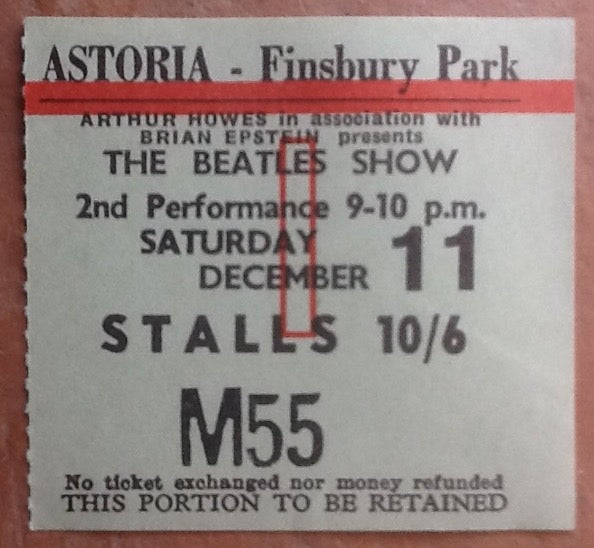 ASTORIA - Finsbury Park
ARTHUR HOWES in association with
BRIAN EPSTEIN presents
THE BEATLES SHOW
2nd Performance 9-10 p.m.
SATURDAY
DECEMBER 11
STALLS 10/6
M55
No ticket exchanged nor money refunded
THIS PORTION TO BE RETAINED